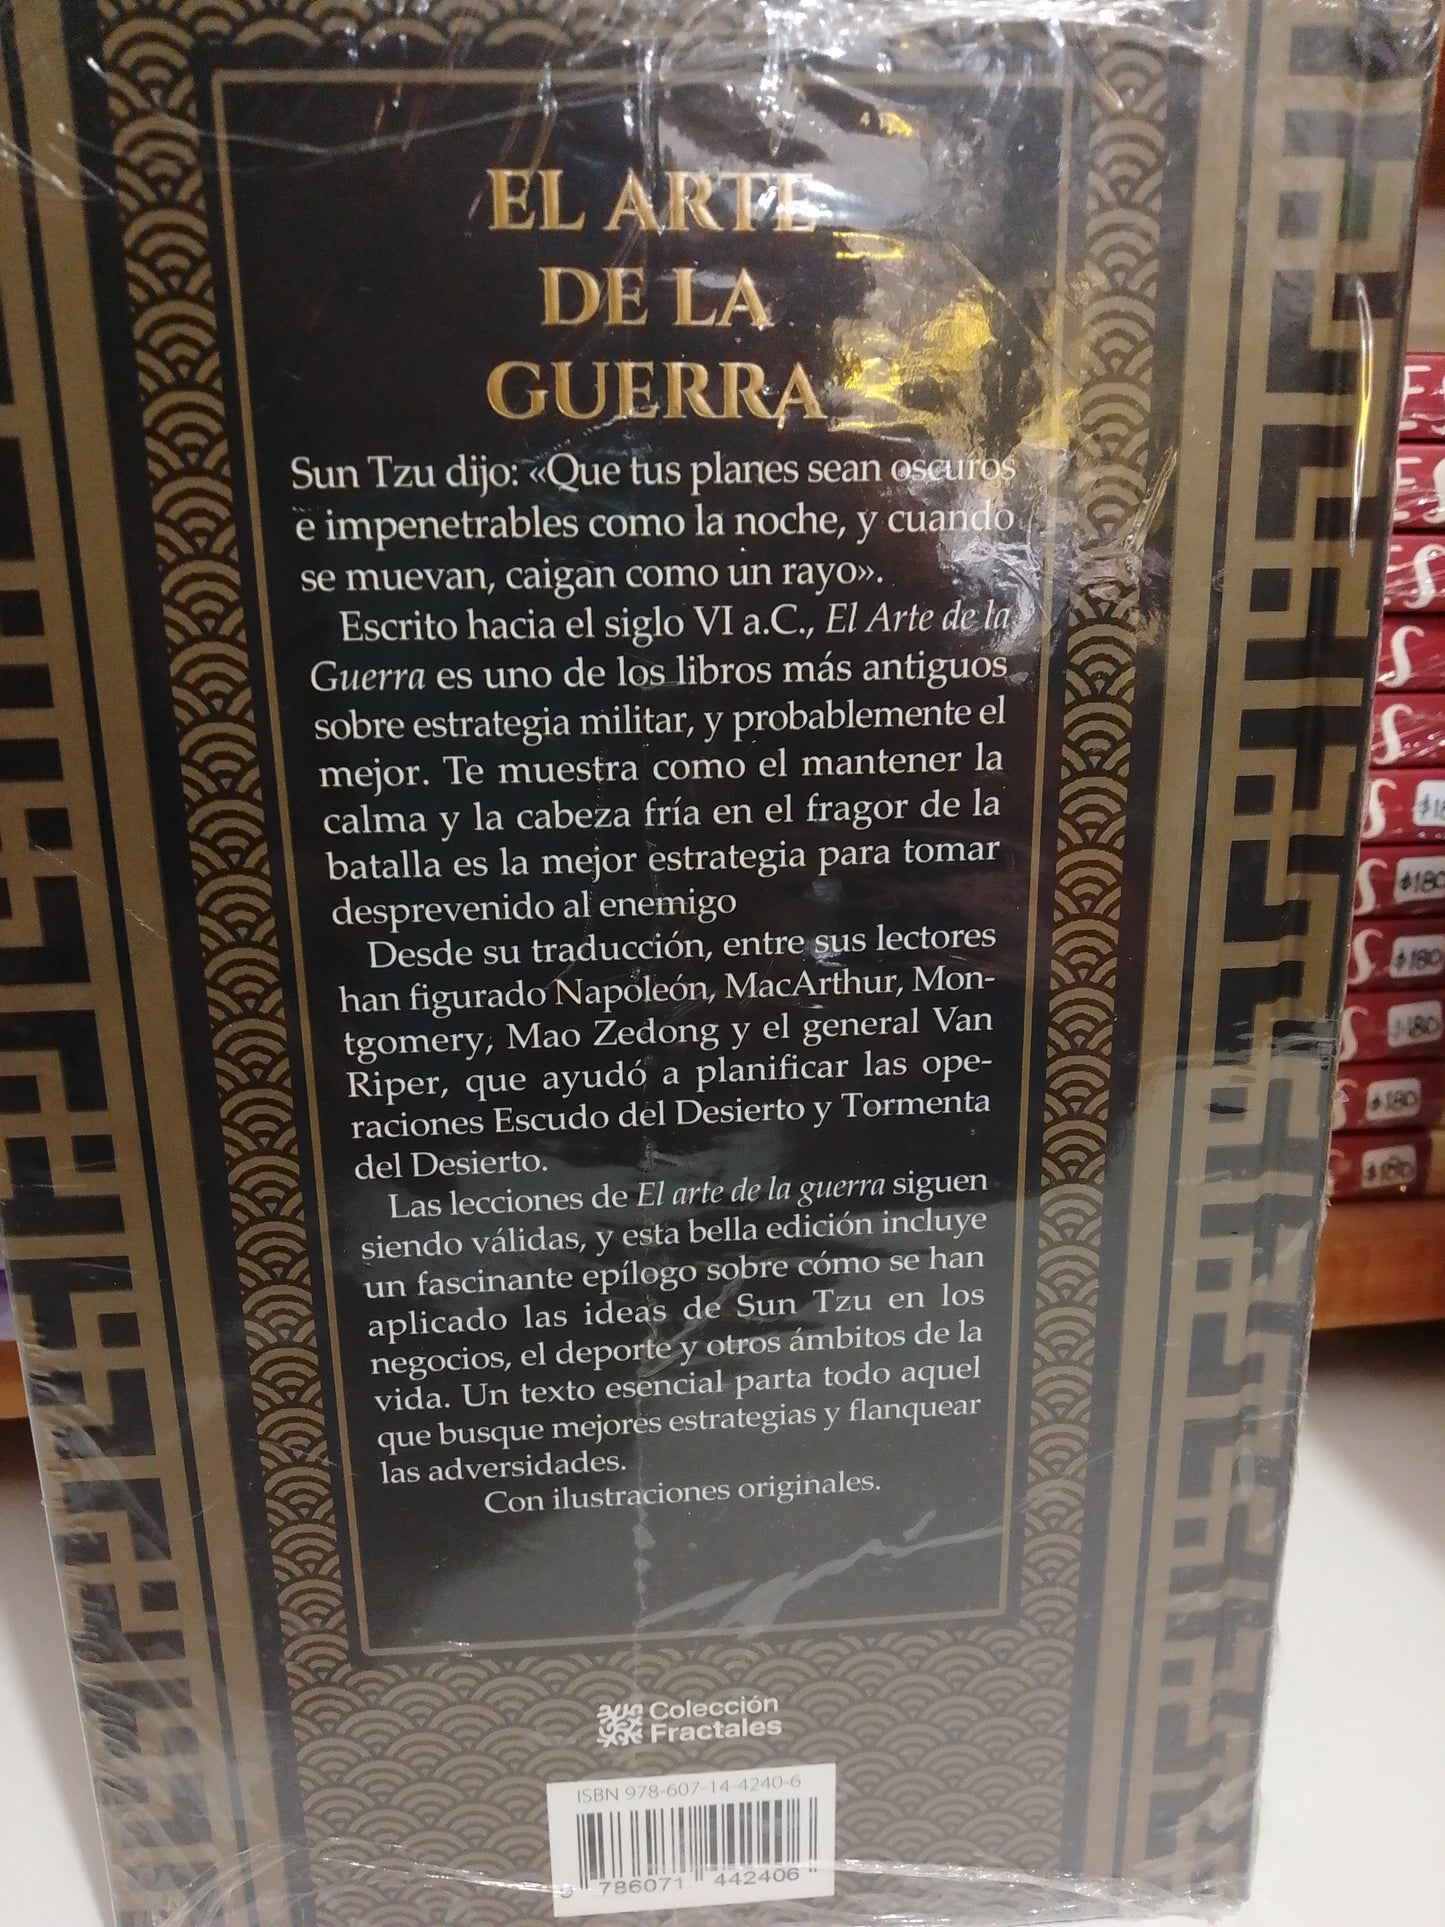 EL ARTE
DE LA
GUERRA
Sun Tzu dijo: «Que tus planes sean oscuros
e impenetrables como la noche, y cuando
se muevan, caigan como un rayo».
Escrito hacia el siglo VI a.C., El Arte de la
Guerra es uno de los libros más antiguos
sobre estrategia militar, y probablemente el
mejor. Te muestra como el mantener la
calma y la cabeza fría en el fragor de la
batalla es la mejor estrategia para tomar
desprevenido al enemigo
Desde su traducción, entre sus lectores
han figurado Napoleón, MacArthur, Mon-
tgomery, Mao Zedong y el general Van
Riper, que ayudó a planificar las ope-
raciones Escudo del Desierto y Tormenta
del Desierto.
Las lecciones de El arte de la guerra siguen
siendo válidas, y esta bella edición incluye
un fascinante epílogo sobre cómo se han
aplicado las ideas de Sun Tzu en los
negocios, el deporte y otros ámbitos de la
vida. Un texto esencial parta todo aquel
que busque mejores estrategias y flanquear
las adversidades.
Con ilustraciones originales.
Colección
Fractales
ISBN 978-607-14-4240-6
9 786071 442406
$180
$180
$180
$180
$180